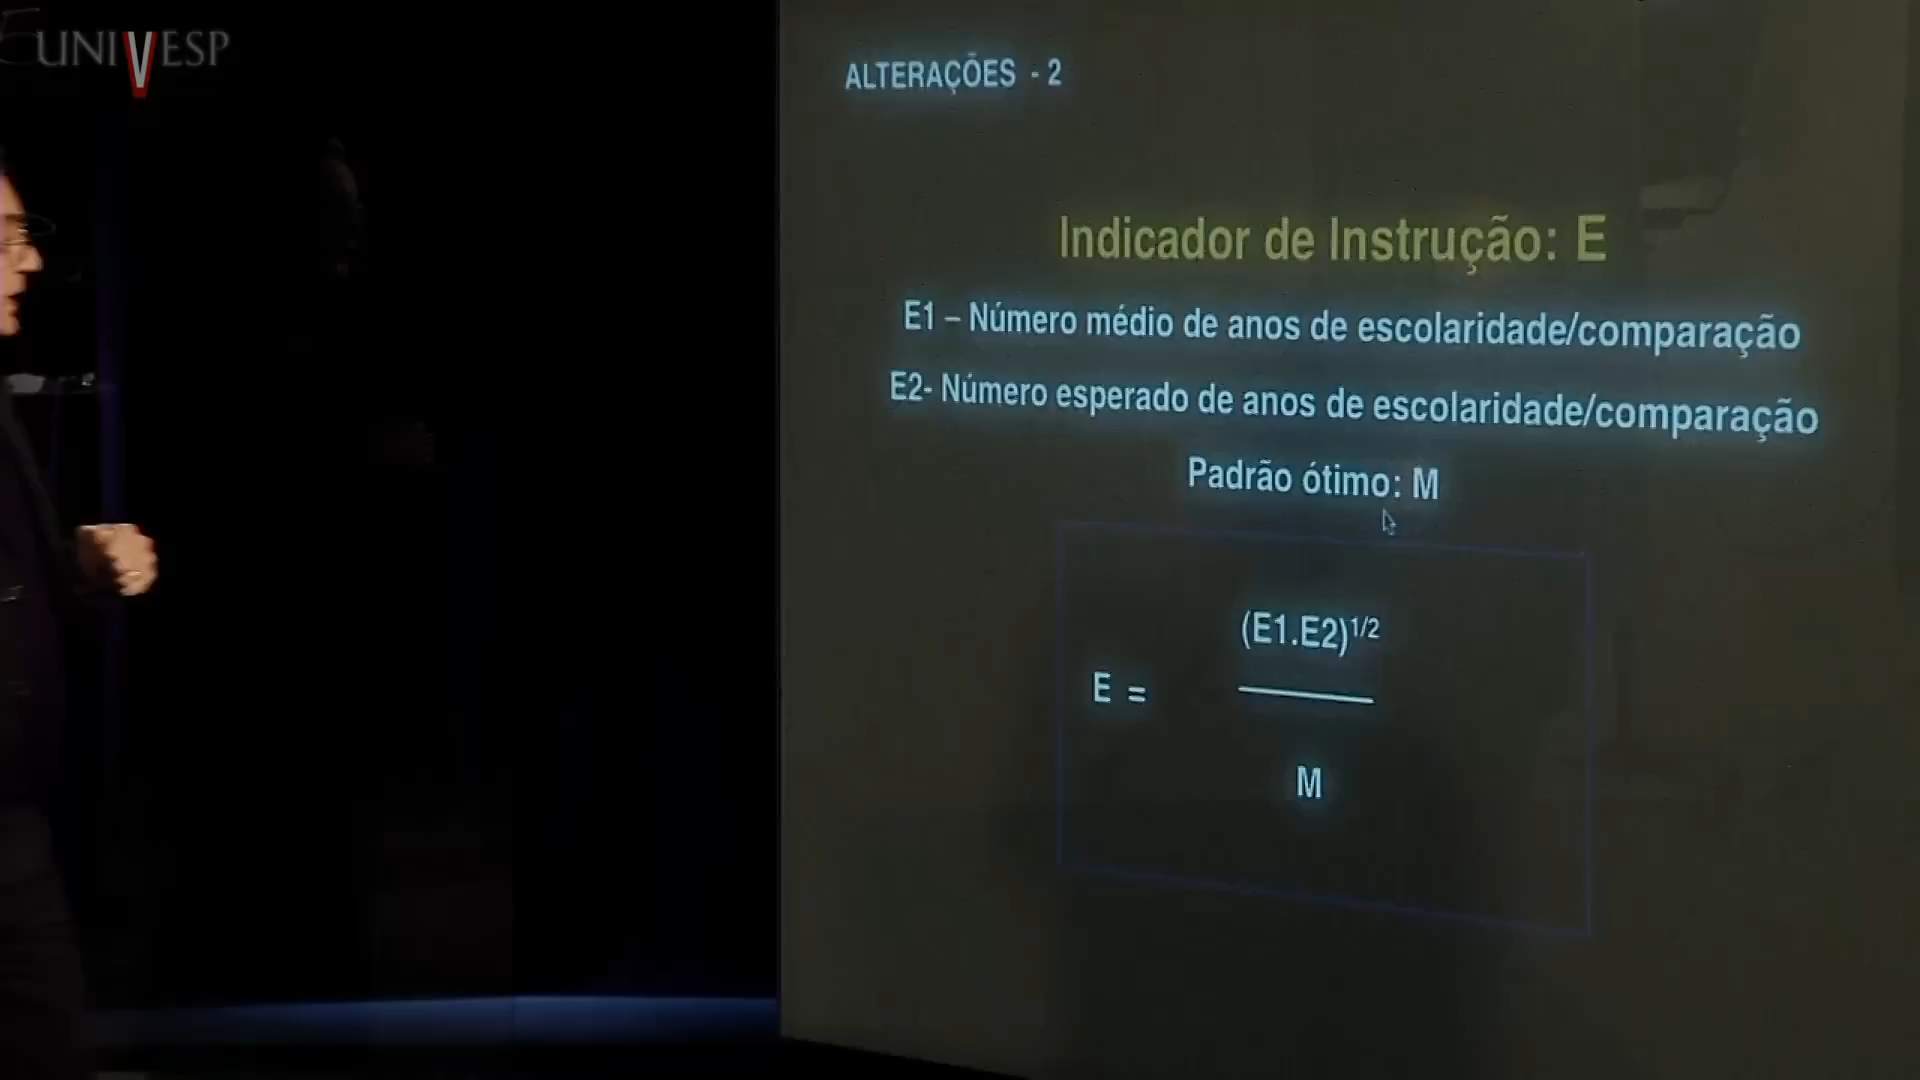 UNIVESP
ALTERAÇÕES - 2
Indicador de Instrução: E
E1 – Número médio de anos de escolaridade/comparação
E2- Número esperado de anos de escolaridade/comparação
Padrão ótimo: M
(E1.E2)^1/2
E =
M